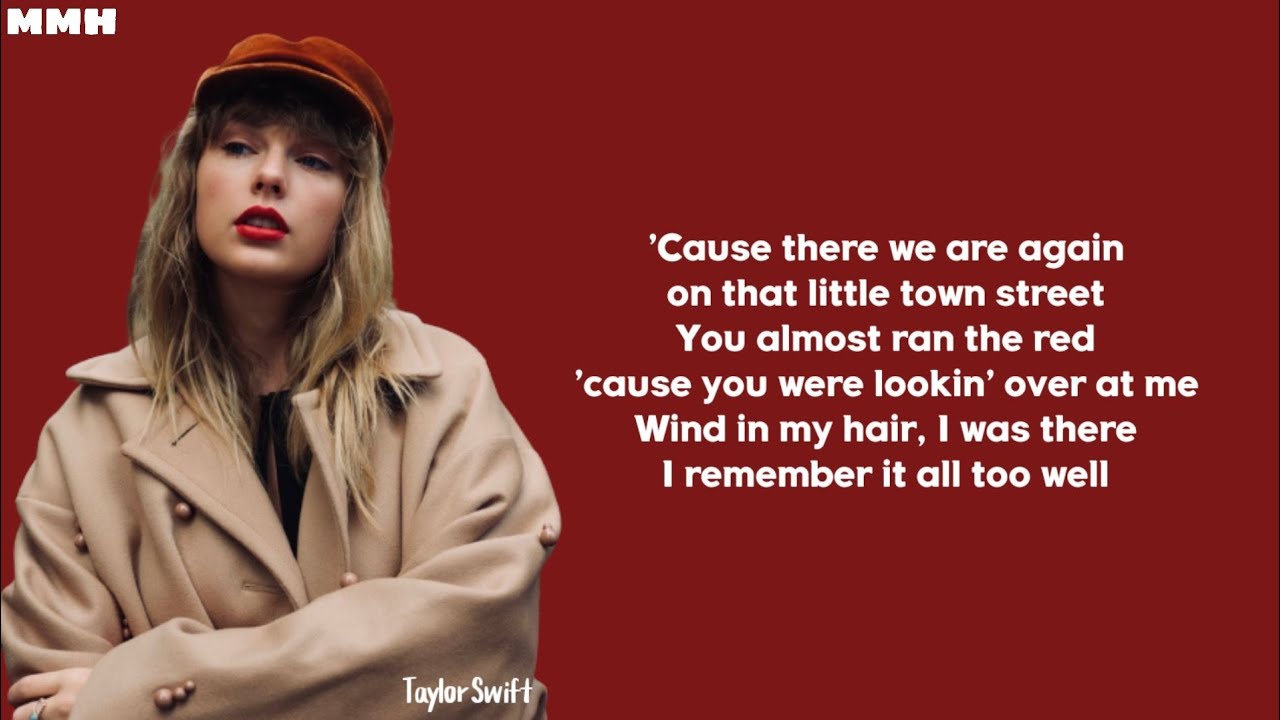 MMH
’Cause there we are again
on that little town street
You almost ran the red
’cause you were lookin’ over at me
Wind in my hair, I was there
I remember it all too well
Taylor Swift